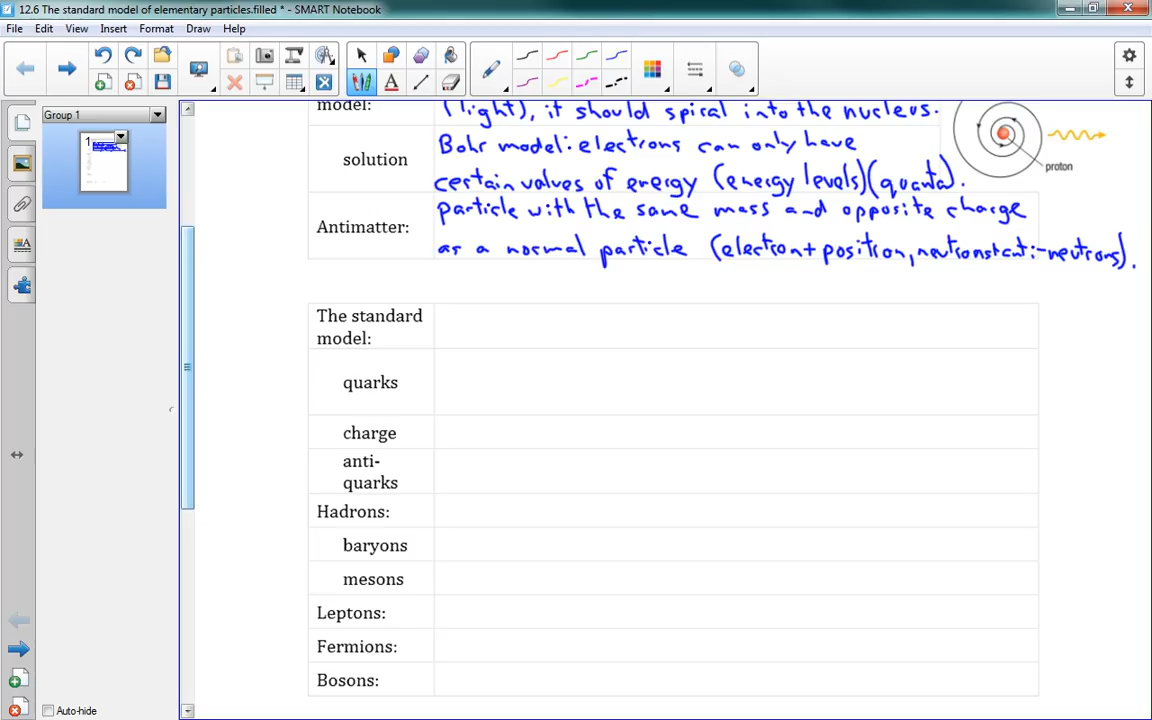 12.6 The standard model of elementary particles.filled * - SMART Notebook
File Edit View Insert Format Draw Help
Group 1
1
model: (light), it should spiral into the nucleus.
solution Bohr model: electrons can only have
certain values of energy (energy levels)(quanta).
proton
Antimatter: particle with the same mass and opposite charge
as a normal particle (electron + positron, neutrons + anti-neutrons).
The standard
model:
quarks
charge
anti-
quarks
Hadrons:
baryons
mesons
Leptons:
Fermions:
Bosons:
Auto-hide